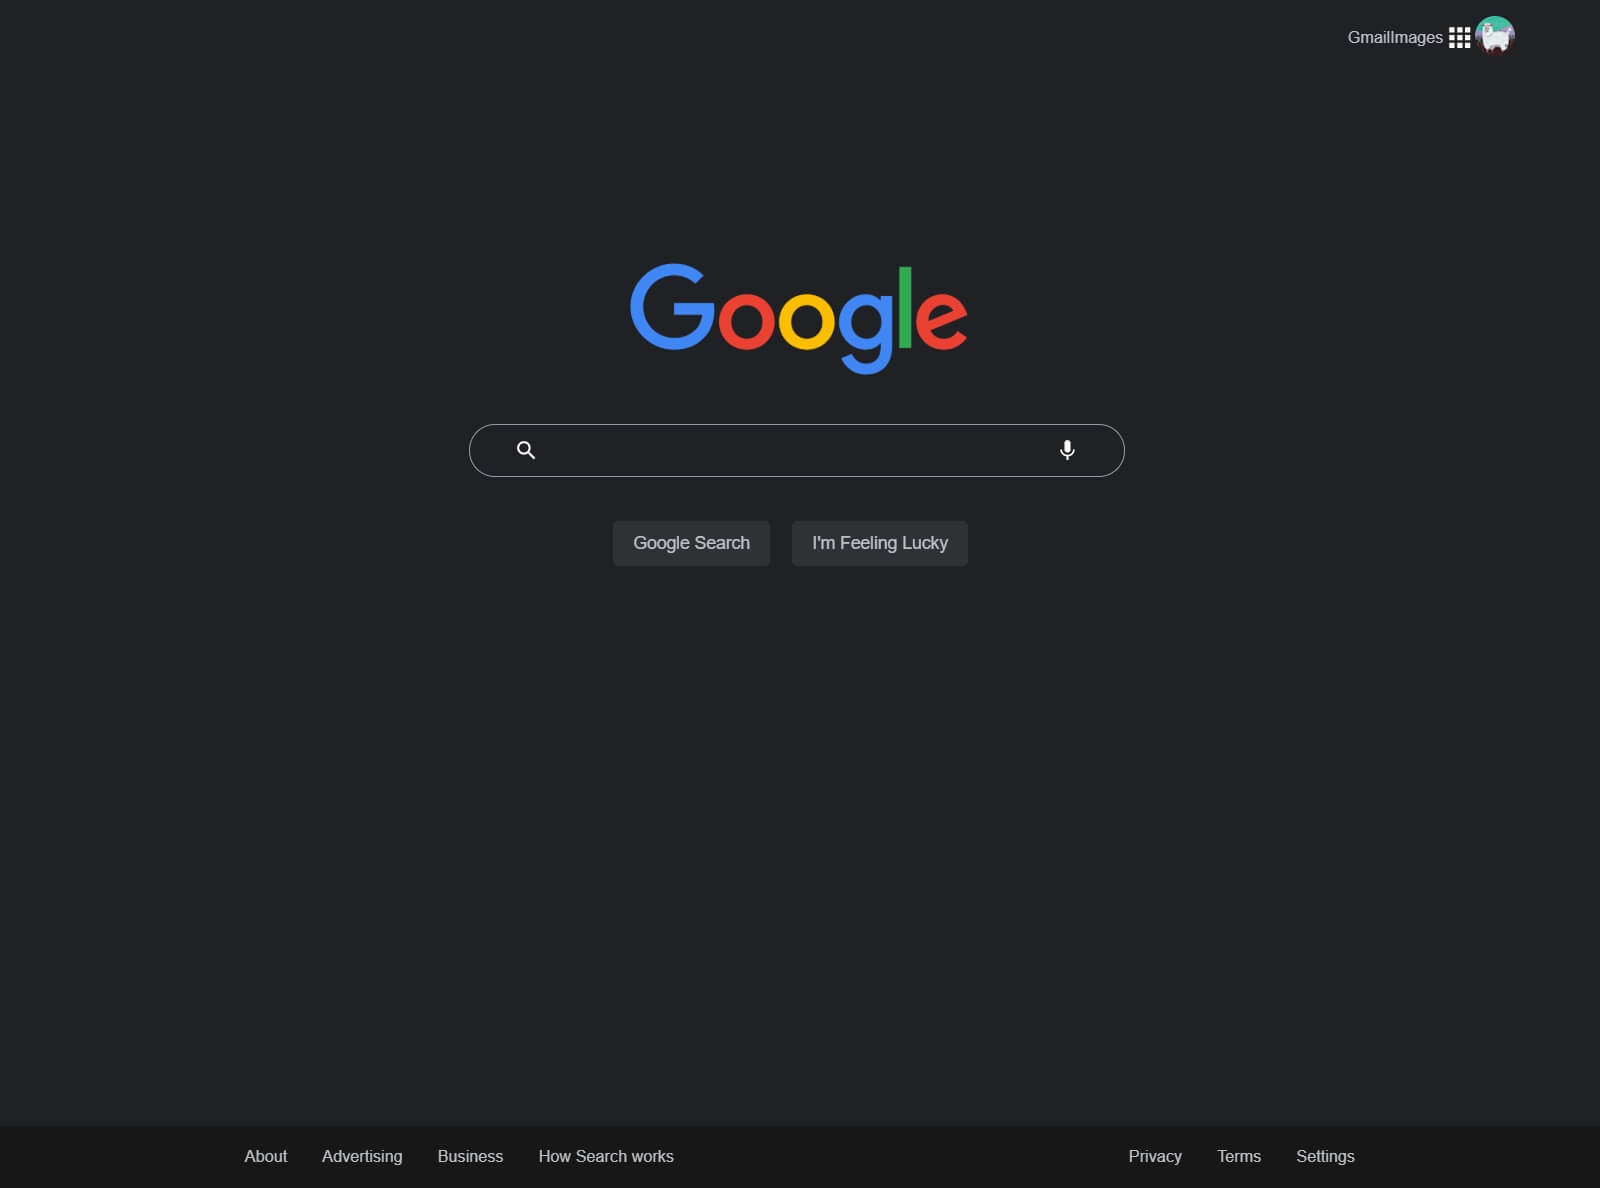 GmailImages
Google
Google Search I'm Feeling Lucky
About Advertising Business How Search works Privacy Terms Settings